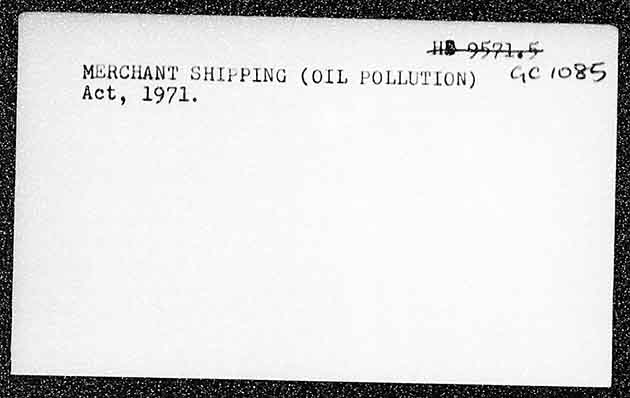 HD 9571.5
MERCHANT SHIPPING (OIL POLLUTION) GC 1085
Act, 1971.